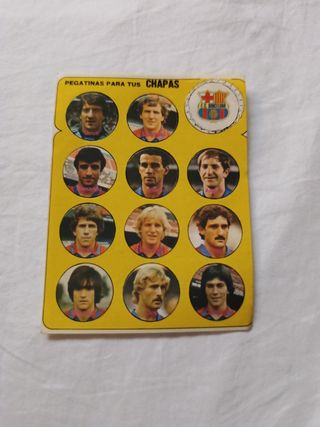 PEGATINAS PARA TUS CHAPAS